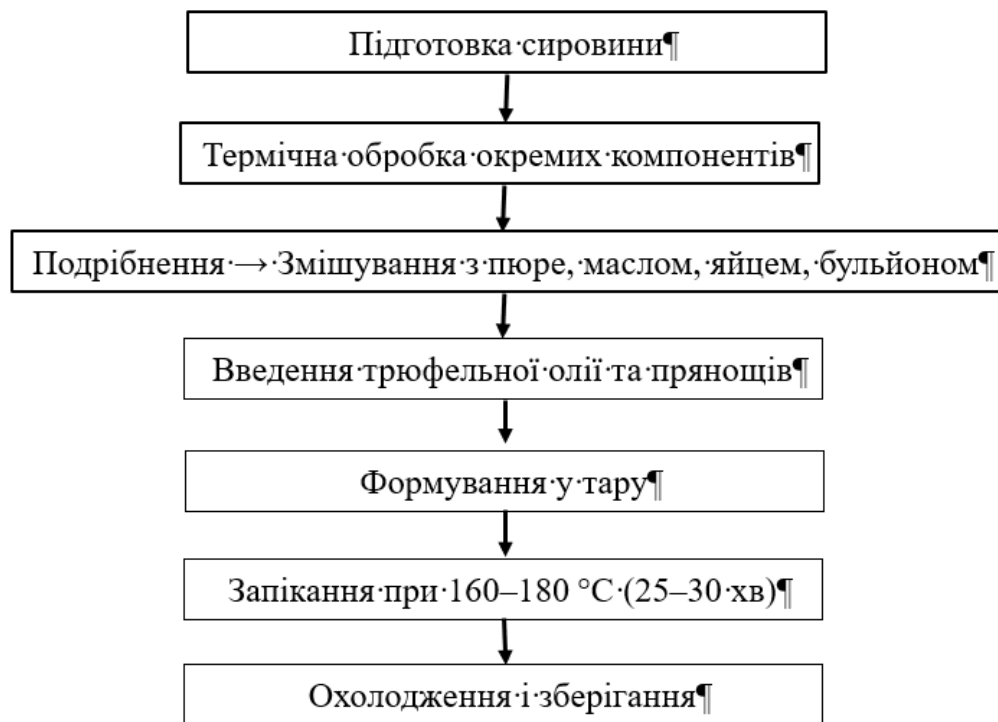 Підготовка·сировини¶
Термічна·обробка·окремих·компонентів¶
Подрібнення·→·Змішування·з·пюре,·маслом,·яйцем,·бульйоном¶
Введення·трюфельної·олії·та·прянощів¶
Формування·у·тару¶
Запікання·при·160–180 °C·(25–30·хв)¶
Охолодження·і·зберігання¶